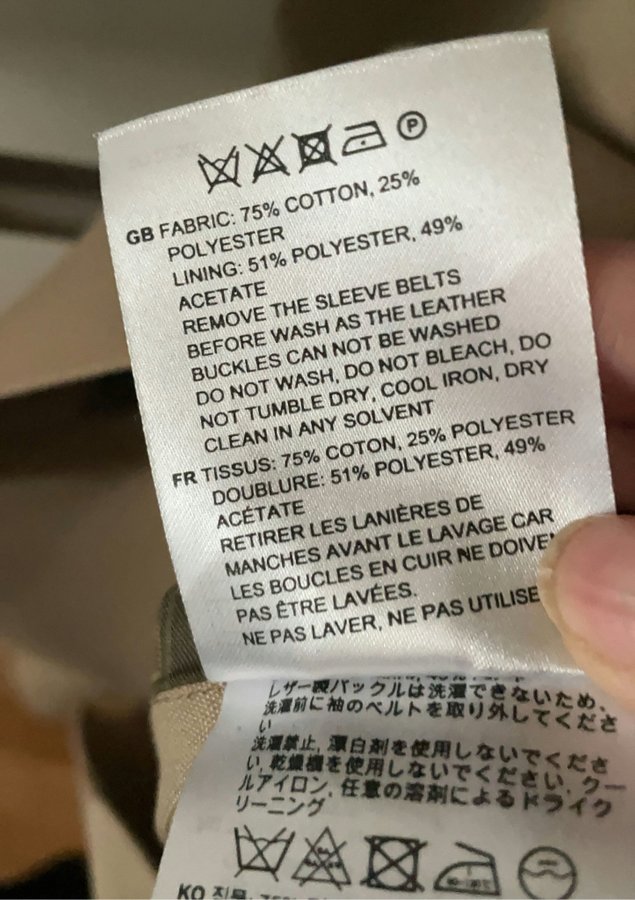 P
GB FABRIC: 75% COTTON, 25%
POLYESTER
LINING: 51% POLYESTER, 49%
ACETATE
REMOVE THE SLEEVE BELTS
BEFORE WASH AS THE LEATHER
BUCKLES CAN NOT BE WASHED
DO NOT WASH, DO NOT BLEACH, DO
NOT TUMBLE DRY, COOL IRON, DRY
CLEAN IN ANY SOLVENT
FR TISSUS: 75% COTON, 25% POLYESTER
DOUBLURE: 51% POLYESTER, 49%
ACÉTATE
RETIRER LES LANIÈRES DE
MANCHES AVANT LE LAVAGE CAR
LES BOUCLES EN CUIR NE DOIVE
PAS ÊTRE LAVÉES.
NE PAS LAVER, NE PAS UTILISE
レザー製バックルは洗濯できないため、
洗濯前に袖のベルトを取り外してくださ
い
洗濯禁止, 漂白剤を使用しないでくださ
い, 乾燥機を使用しないでください, クー
ルアイロン, 任意の溶剤によるドライク
リーニング
KO